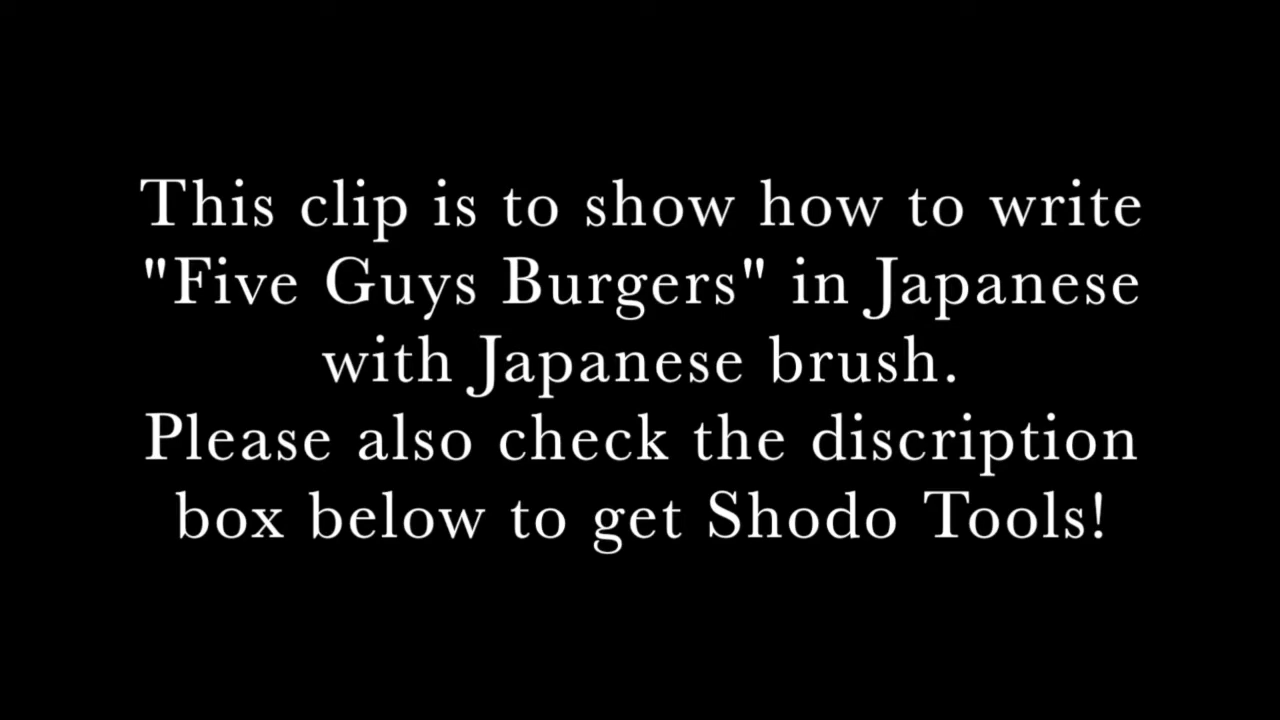 This clip is to show how to write
"Five Guys Burgers" in Japanese
with Japanese brush.
Please also check the discription
box below to get Shodo Tools!